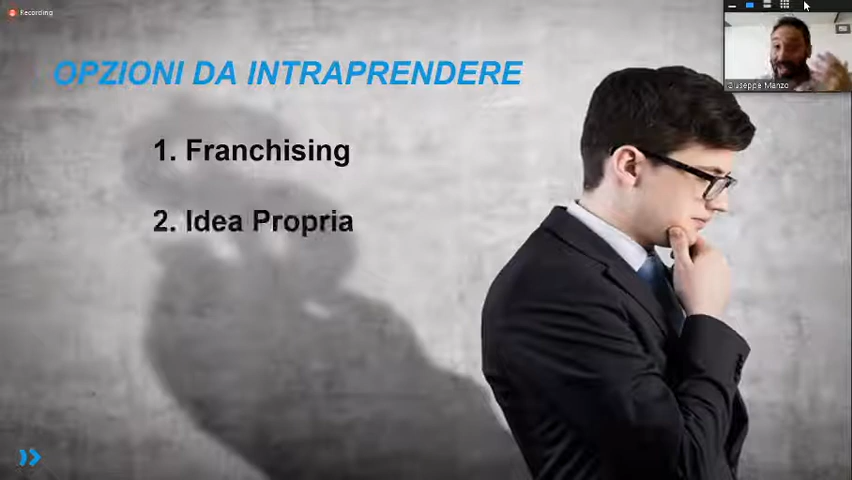 Recording
OPZIONI DA INTRAPRENDERE
1. Franchising
2. Idea Propria
Giuseppe Manzo